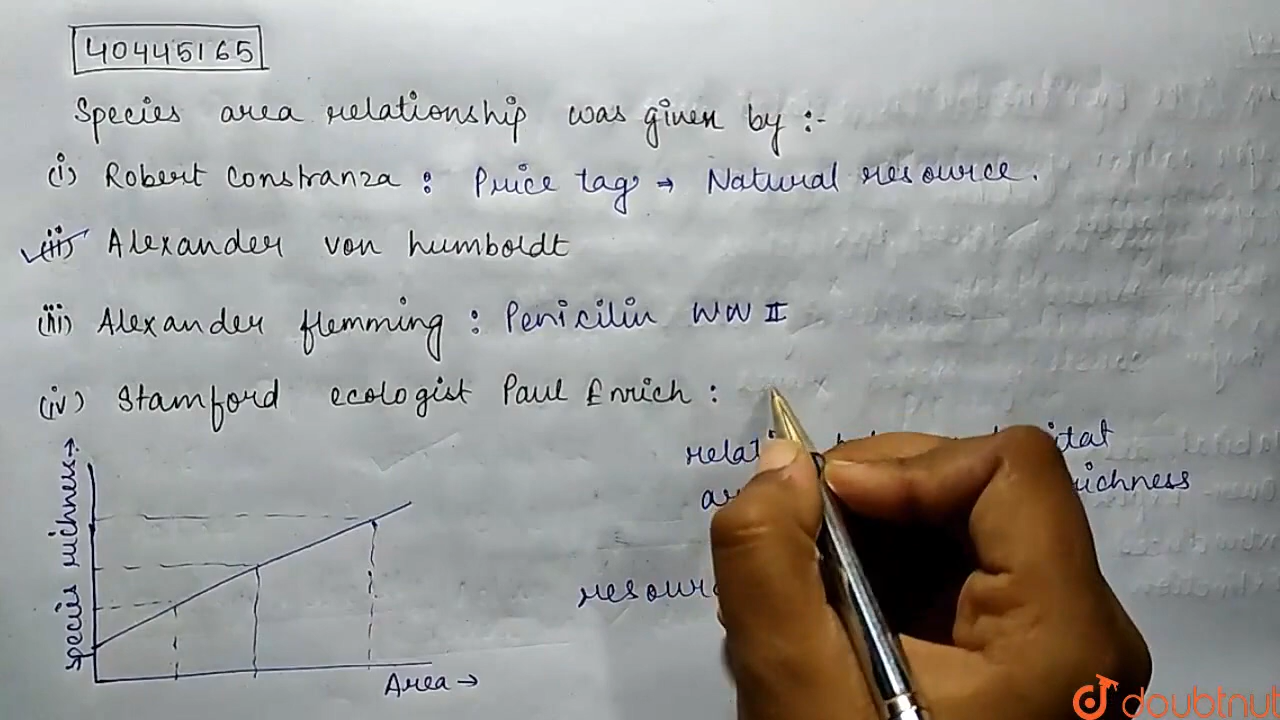 40445165
Species area relationship was given by :-
(i) Robert Constranza : Price tag → Natural resource.
(ii) Alexander von humboldt
(iii) Alexander flemming : Penicilin WW II
(iv) Stamford ecologist Paul Enrich :
richness
Species richness →
Area →
doubtnut